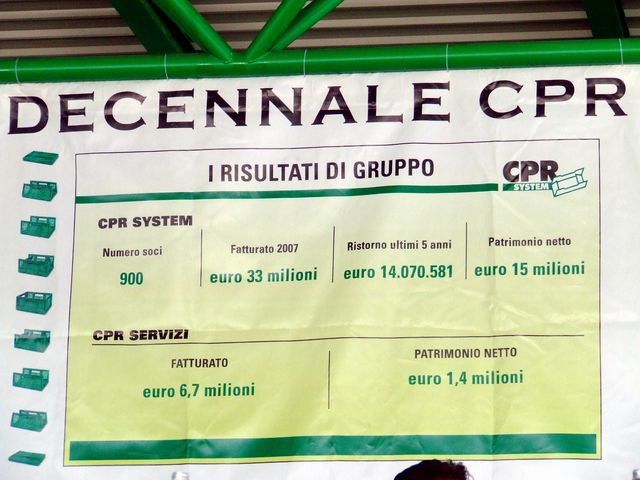 DECENNALE CPR
I RISULTATI DI GRUPPO
CPR
SYSTEM
CPR SYSTEM
Numero soci
900
Fatturato 2007
euro 33 milioni
Ristorno ultimi 5 anni
euro 14.070.581
Patrimonio netto
euro 15 milioni
CPR SERVIZI
FATTURATO
euro 6,7 milioni
PATRIMONIO NETTO
euro 1,4 milioni